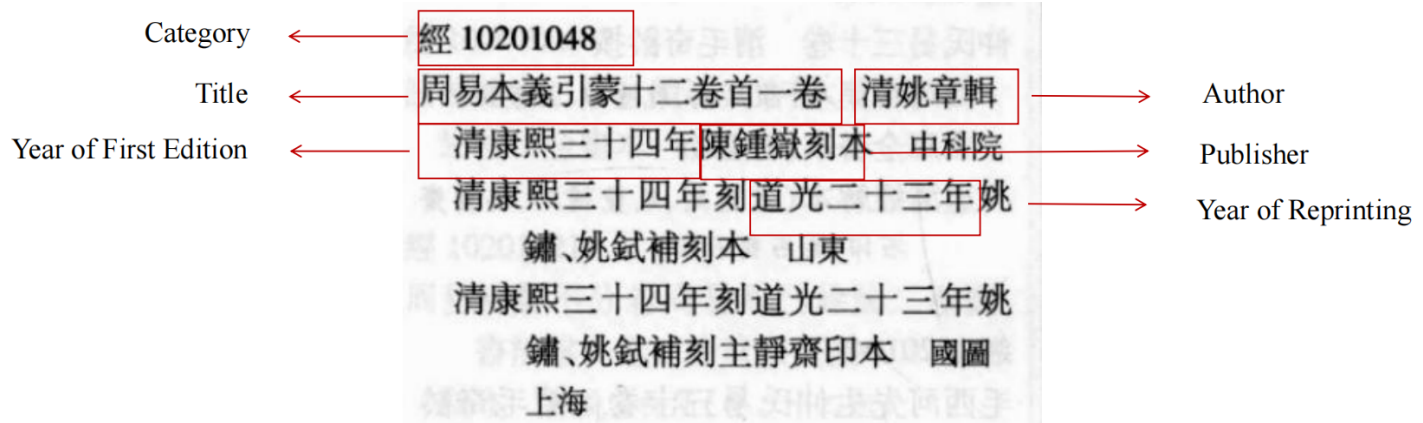 Category
經 10201048
Title
周易本義引蒙十二卷首一卷 清姚章輯
Author
Year of First Edition
清康熙三十四年陳鍾嶽刻本 中科院
Publisher
清康熙三十四年刻道光二十三年姚
Year of Reprinting
鏽、姚鋱補刻本 山東
清康熙三十四年刻道光二十三年姚
鏽、姚鋱補刻主靜齋印本 國圖
上海